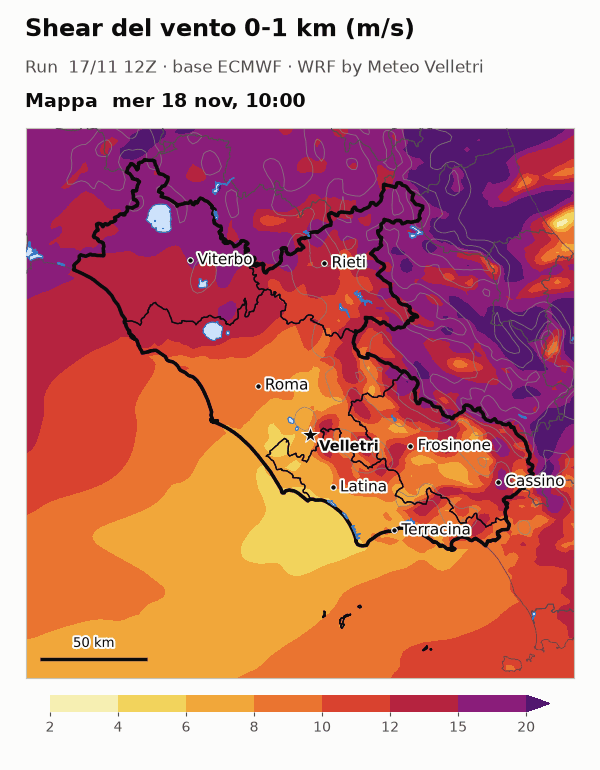 Shear del vento 0-1 km (m/s)
Run 17/11 12Z · base ECMWF · WRF by Meteo Velletri
Mappa mer 18 nov, 10:00
Viterbo
Rieti
Roma
Velletri
Frosinone
Latina
Cassino
Terracina
50 km
2 4 6 8 10 12 15 20